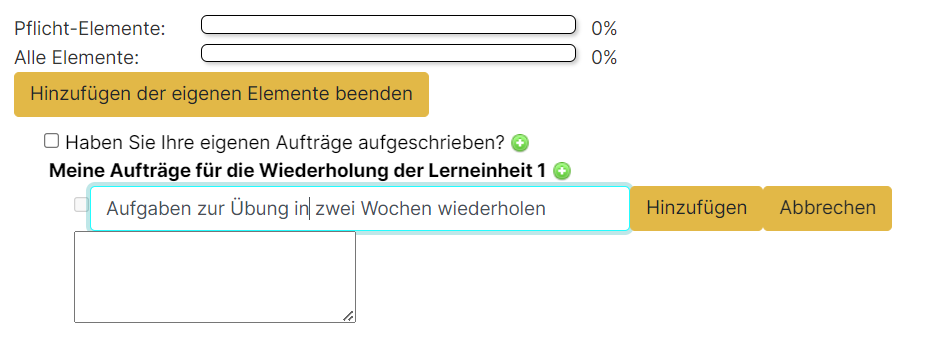 Pflicht-Elemente: 0%
Alle Elemente: 0%
Hinzufügen der eigenen Elemente beenden
Haben Sie Ihre eigenen Aufträge aufgeschrieben?
Meine Aufträge für die Wiederholung der Lerneinheit 1
Aufgaben zur Übung in zwei Wochen wiederholen Hinzufügen Abbrechen